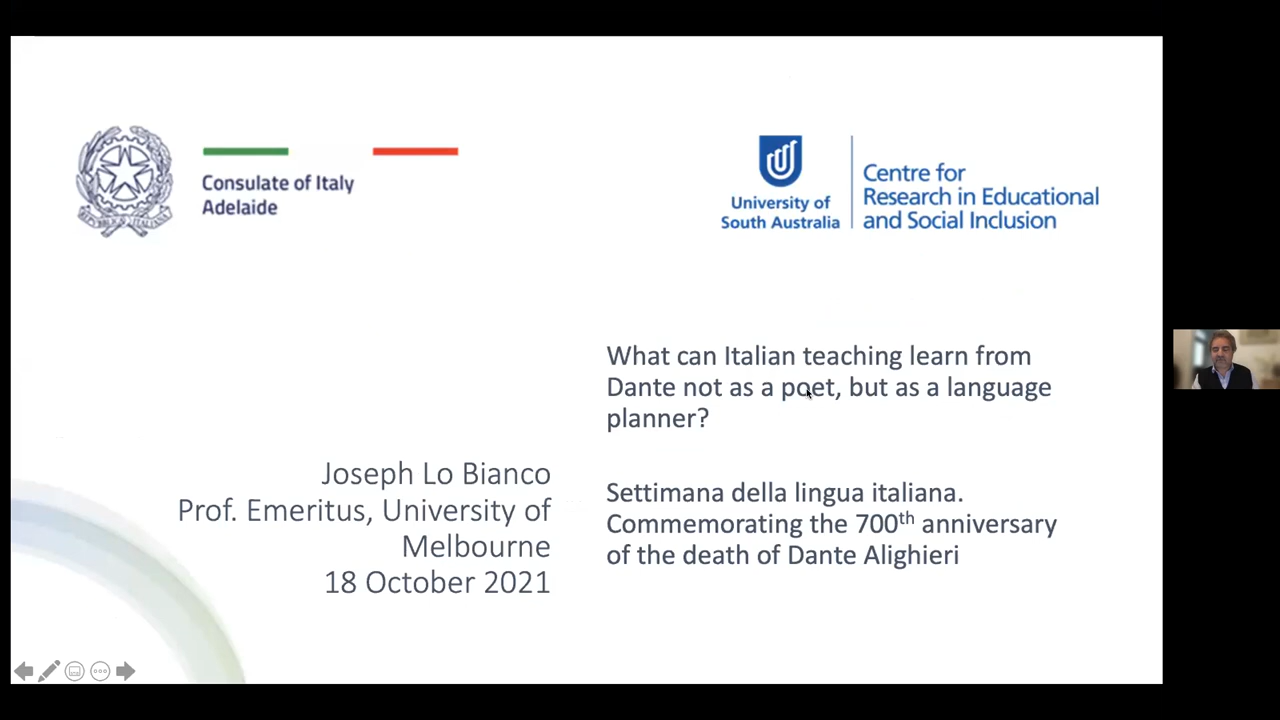 Consulate of Italy
Adelaide
University of
South Australia
Centre for
Research in Educational
and Social Inclusion
What can Italian teaching learn from
Dante not as a poet, but as a language
planner?
Settimana della lingua italiana.
Commemorating the 700th anniversary
of the death of Dante Alighieri
Joseph Lo Bianco
Prof. Emeritus, University of
Melbourne
18 October 2021